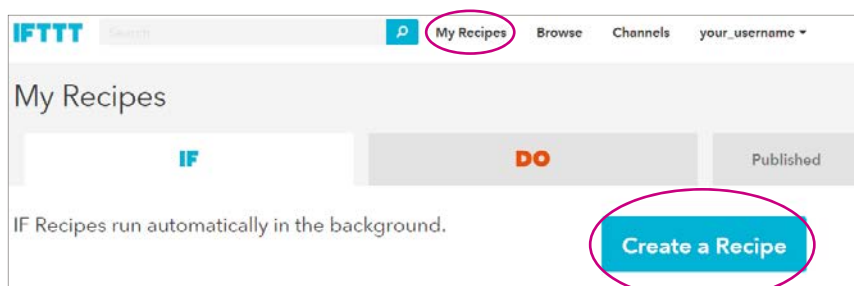 IFTTT Search My Recipes Browse Channels your_username
My Recipes
IF DO Published
IF Recipes run automatically in the background.
Create a Recipe